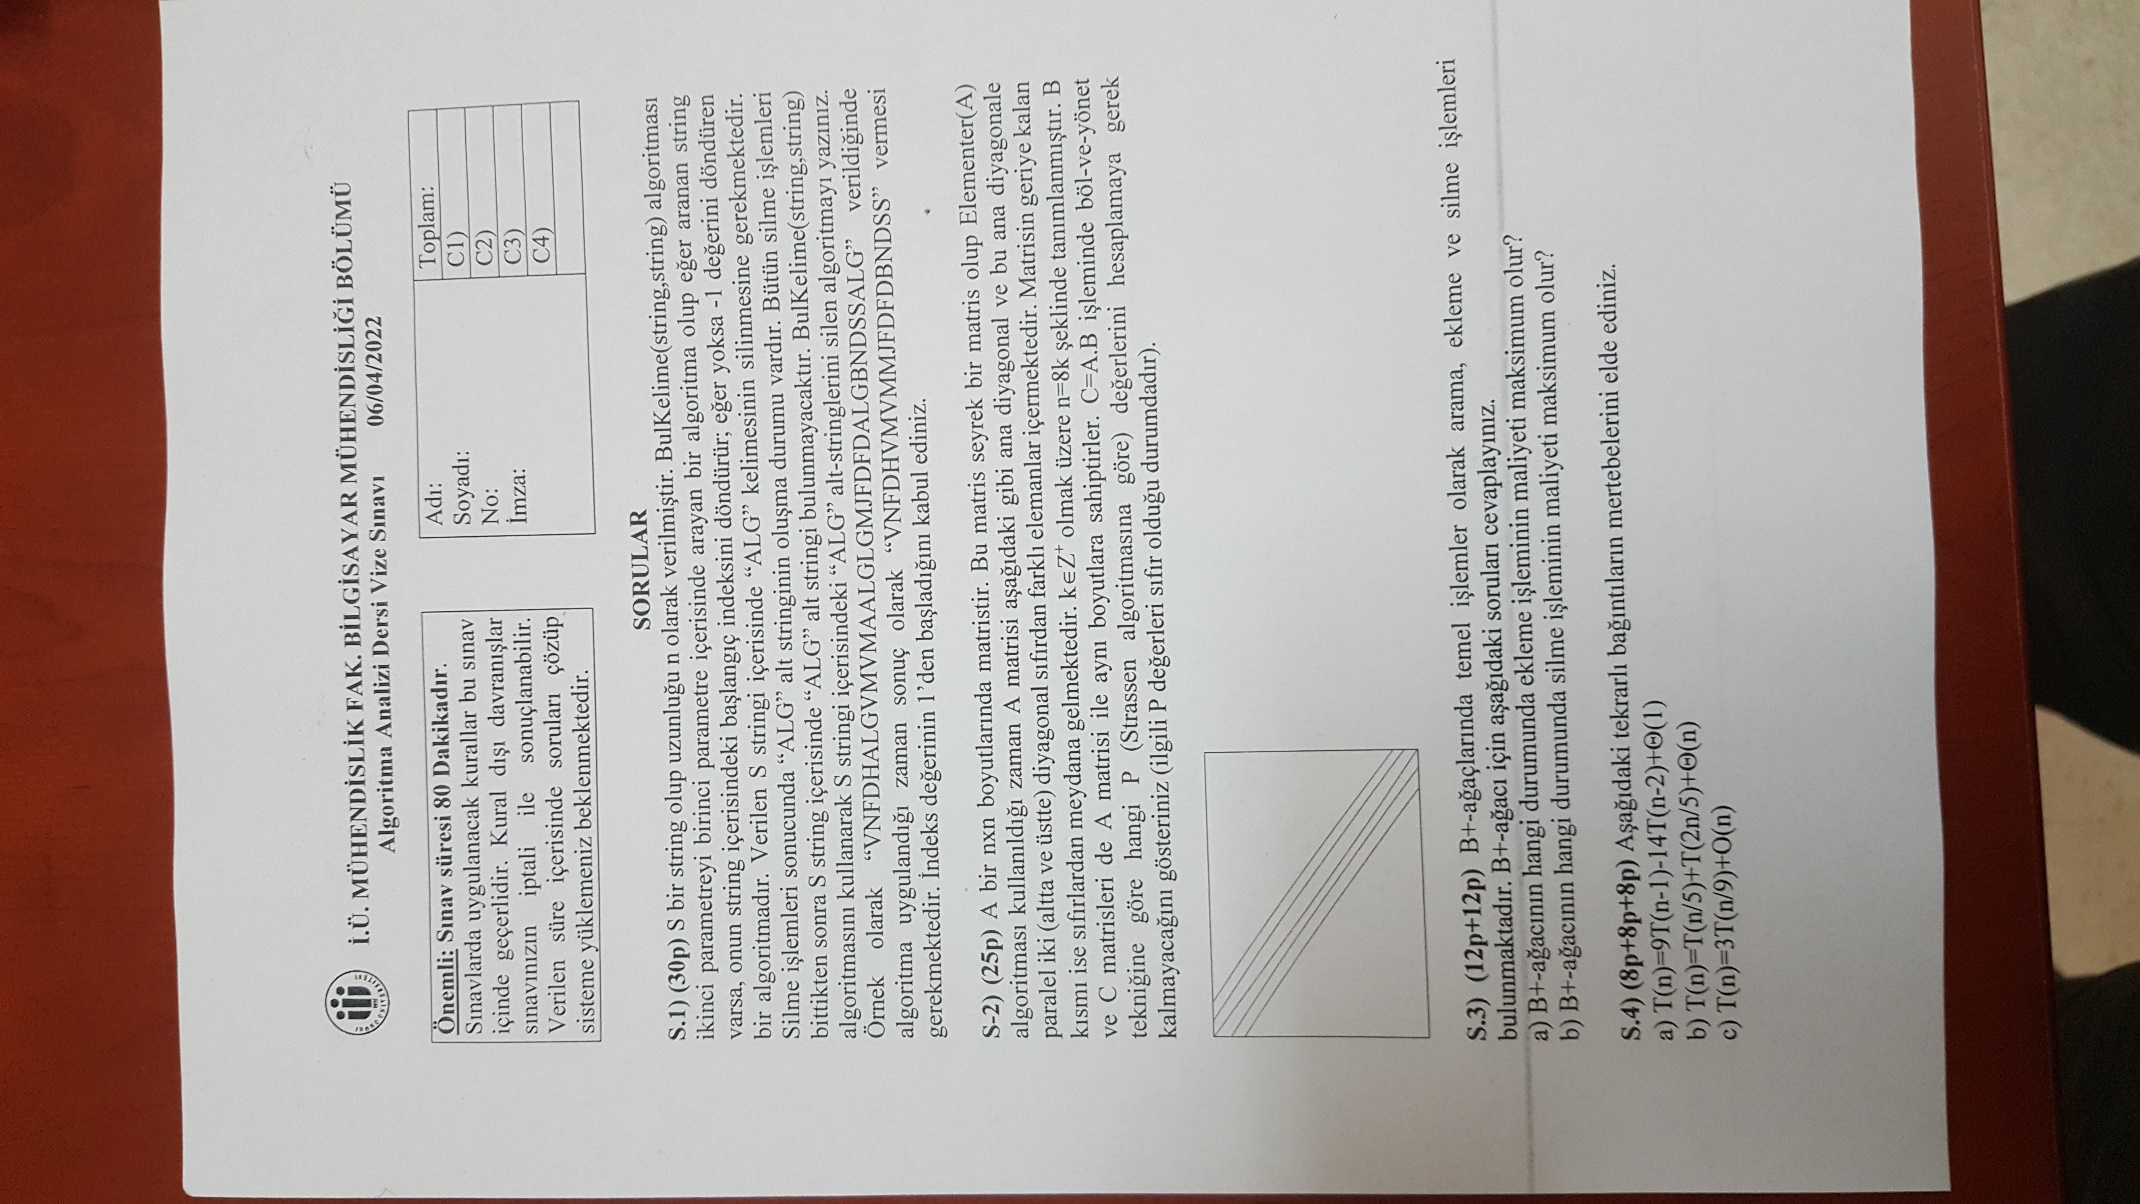 İ.Ü. MÜHENDİSLİK FAK. BİLGİSAYAR MÜHENDİSLİĞİ BÖLÜMÜ
Algoritma Analizi Dersi Vize Sınavı 06/04/2022
Önemli: Sınav süresi 80 Dakikadır.
Sınavlarda uygulanacak kurallar bu sınav
içinde geçerlidir. Kural dışı davranışlar
sınavınızın iptali ile sonuçlanabilir.
Verilen süre içerisinde soruları çözüp
sisteme yüklemeniz beklenmektedir.
Adı:
Soyadı:
No:
İmza:
Toplam:
C1)
C2)
C3)
C4)
SORULAR
S.1) (30p) S bir string olup uzunluğu n olarak verilmiştir. BulKelime(string,string) algoritması
ikinci parametreyi birinci parametre içerisinde arayan bir algoritma olup eğer aranan string
varsa, onun string içerisindeki başlangıç indeksini döndürür; eğer yoksa -1 değerini döndüren
bir algoritmadır. Verilen S stringi içerisinde “ALG” kelimesinin silinmesine gerekmektedir.
Silme işlemleri sonucunda “ALG” alt stringinin oluşma durumu vardır. Bütün silme işlemleri
bittikten sonra S string içerisinde “ALG” alt stringi bulunmayacaktır. BulKelime(string,string)
algoritmasını kullanarak S stringi içerisindeki “ALG” alt-stringlerini silen algoritmayı yazınız.
Örnek olarak “VNFDHALGVMVMAALGLGMJFDFDALGBNDSSALG” verildiğinde
algoritma uygulandığı zaman sonuç olarak “VNFDHVMVMMJFDFDBNDSS” vermesi
gerekmektedir. İndeks değerinin 1’den başladığını kabul ediniz.
S-2) (25p) A bir nxn boyutlarında matristir. Bu matris seyrek bir matris olup Elementer(A)
algoritması kullanıldığı zaman A matrisi aşağıdaki gibi ana diyagonal ve bu ana diyagonale
paralel iki (altta ve üstte) diyagonal sıfırdan farklı elemanlar içermektedir. Matrisin geriye kalan
kısmı ise sıfırlardan meydana gelmektedir. k∈Z⁺ olmak üzere n=8k şeklinde tanımlanmıştır. B
ve C matrisleri de A matrisi ile aynı boyutlara sahiptirler. C=A.B işleminde böl-ve-yönet
tekniğine göre hangi P (Strassen algoritmasına göre) değerlerini hesaplamaya gerek
kalmayacağını gösteriniz (ilgili P değerleri sıfır olduğu durumdadır).
S.3) (12p+12p) B+-ağaçlarında temel işlemler olarak arama, ekleme ve silme işlemleri
bulunmaktadır. B+-ağacı için aşağıdaki soruları cevaplayınız.
a) B+-ağacının hangi durumunda ekleme işleminin maliyeti maksimum olur?
b) B+-ağacının hangi durumunda silme işleminin maliyeti maksimum olur?
S.4) (8p+8p+8p) Aşağıdaki tekrarlı bağıntıların mertebelerini elde ediniz.
a) T(n)=9T(n-1)-14T(n-2)+Θ(1)
b) T(n)=T(n/5)+T(2n/5)+Θ(n)
c) T(n)=3T(n/9)+O(n)